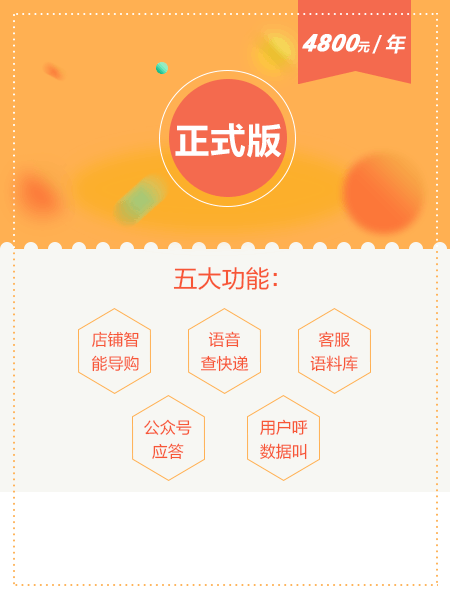 4800元/年
正式版
五大功能：
店铺智
能导购
语音
查快递
客服
语料库
公众号
应答
用户呼
数据叫